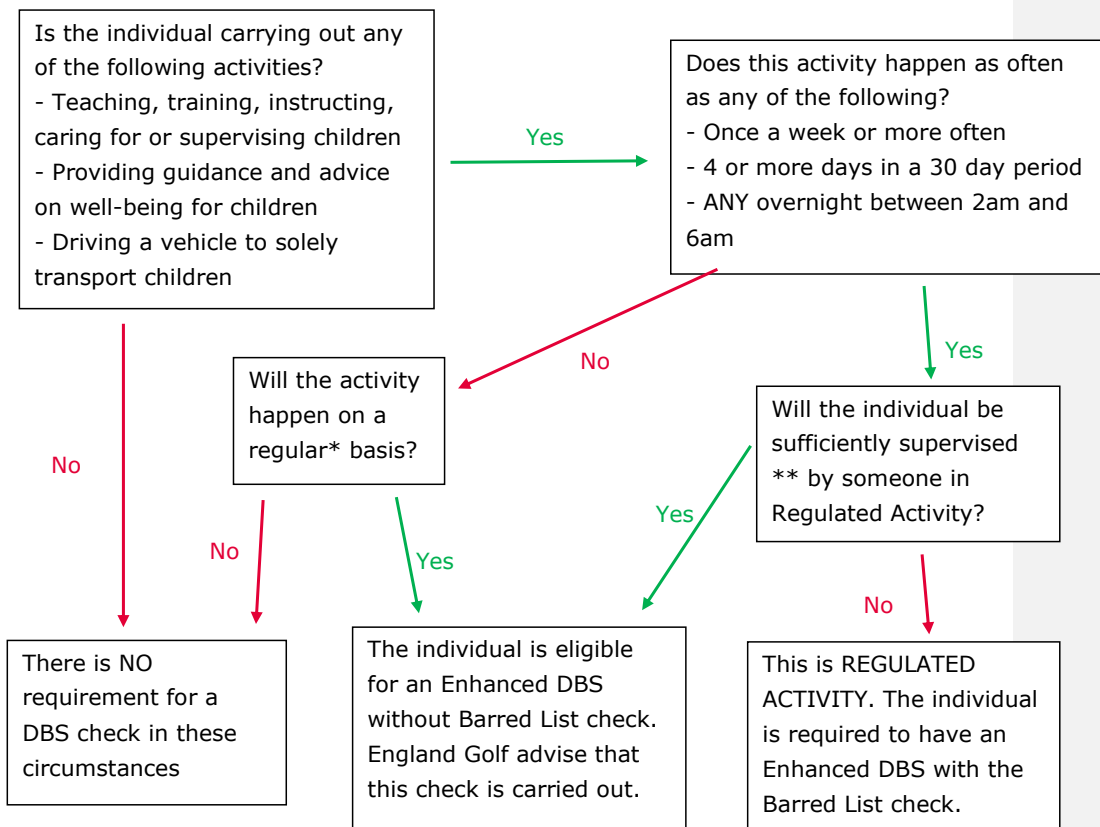 Is the individual carrying out any
of the following activities?
- Teaching, training, instructing,
caring for or supervising children
- Providing guidance and advice
on well-being for children
- Driving a vehicle to solely
transport children
Yes
Does this activity happen as often
as any of the following?
- Once a week or more often
- 4 or more days in a 30 day period
- ANY overnight between 2am and
6am
No
No
Yes
Will the activity
happen on a
regular* basis?
Will the individual be
sufficiently supervised
** by someone in
Regulated Activity?
No
Yes
Yes
No
There is NO
requirement for a
DBS check in these
circumstances
The individual is eligible
for an Enhanced DBS
without Barred List check.
England Golf advise that
this check is carried out.
This is REGULATED
ACTIVITY. The individual
is required to have an
Enhanced DBS with the
Barred List check.